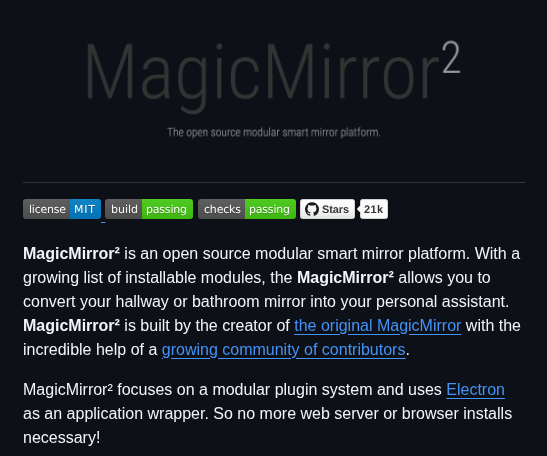 MagicMirror²
The open source modular smart mirror platform.
license MIT build passing checks passing Stars 21k
MagicMirror² is an open source modular smart mirror platform. With a
growing list of installable modules, the MagicMirror² allows you to
convert your hallway or bathroom mirror into your personal assistant.
MagicMirror² is built by the creator of the original MagicMirror with the
incredible help of a growing community of contributors.
MagicMirror² focuses on a modular plugin system and uses Electron
as an application wrapper. So no more web server or browser installs
necessary!